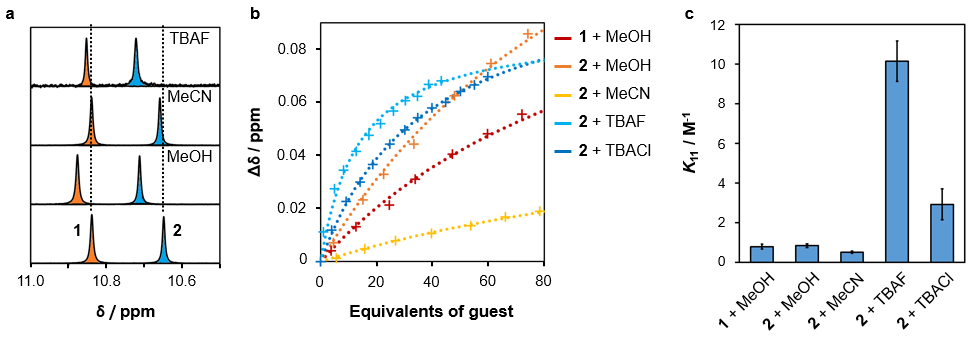 a
TBAF
MeCN
MeOH
1
2
11.0
10.8
10.6
δ / ppm
b
0.08
0.06
0.04
0.02
0
0
20
40
60
80
Δδ / ppm
Equivalents of guest
1 + MeOH
2 + MeOH
2 + MeCN
2 + TBAF
2 + TBACl
c
12
10
8
6
4
2
0
K11 / M-1
1 + MeOH
2 + MeOH
2 + MeCN
2 + TBAF
2 + TBACl